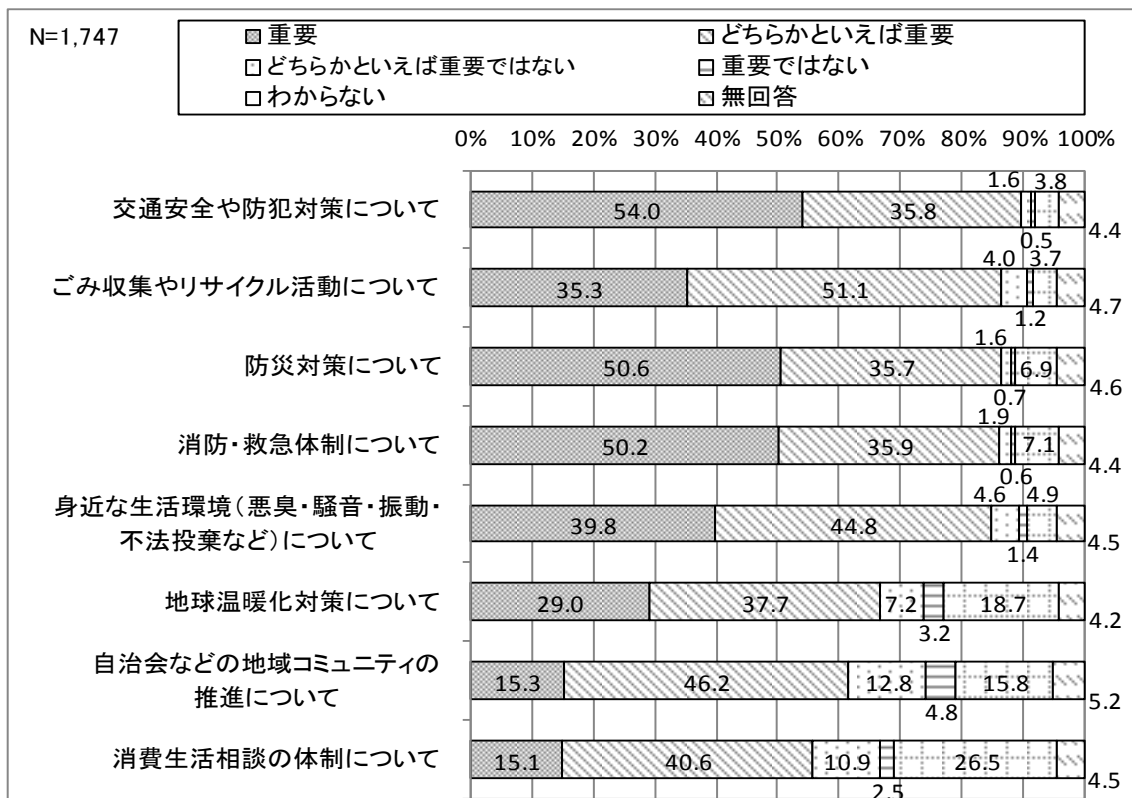 N=1,747
重要
どちらかといえば重要
どちらかといえば重要ではない
重要ではない
わからない
無回答
0% 10% 20% 30% 40% 50% 60% 70% 80% 90% 100%
交通安全や防犯対策について
54.0 35.8 1.6 0.5 3.8 4.4
ごみ収集やリサイクル活動について
35.3 51.1 4.0 1.2 3.7 4.7
防災対策について
50.6 35.7 1.6 0.7 6.9 4.6
消防・救急体制について
50.2 35.9 1.9 0.6 7.1 4.4
身近な生活環境(悪臭・騒音・振動・
不法投棄など)について
39.8 44.8 4.6 1.4 4.9 4.5
地球温暖化対策について
29.0 37.7 7.2 3.2 18.7 4.2
自治会などの地域コミュニティの
推進について
15.3 46.2 12.8 4.8 15.8 5.2
消費生活相談の体制について
15.1 40.6 10.9 2.5 26.5 4.5